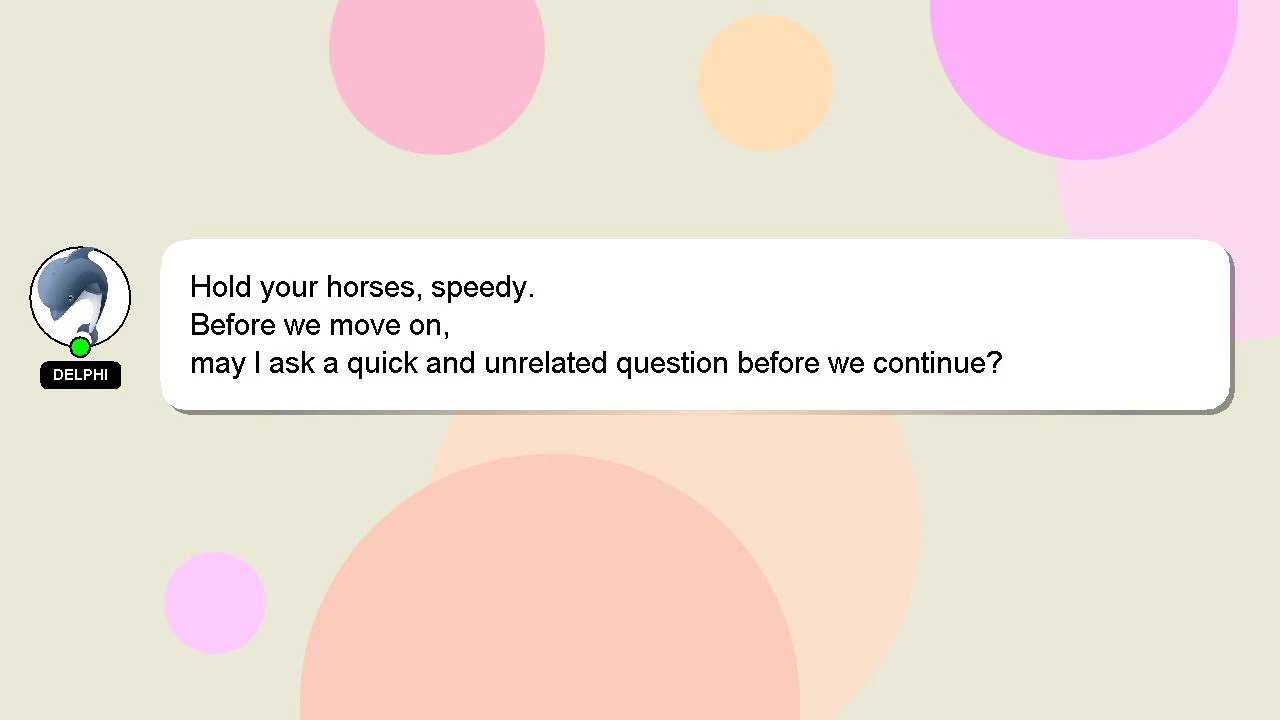 Hold your horses, speedy.
Before we move on,
may I ask a quick and unrelated question before we continue?
DELPHI